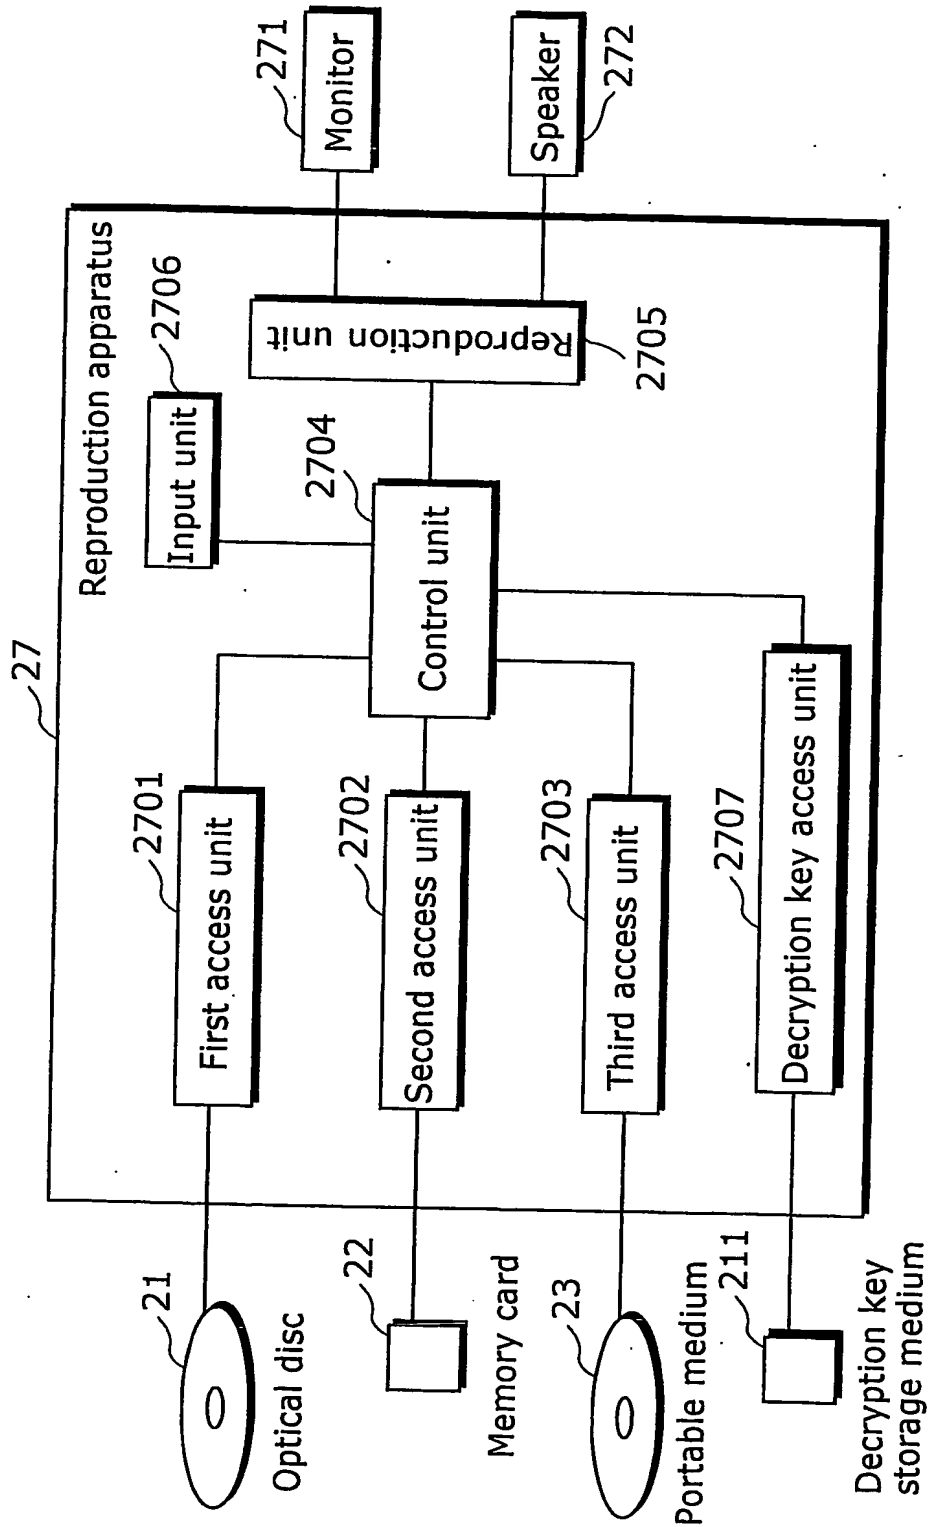 27
Reproduction apparatus
21
Optical disc
2701
First access unit
2706
Input unit
271
Monitor
22
Memory card
2702
Second access unit
2704
Control unit
Reproduction unit
2705
Speaker
272
23
Portable medium
2703
Third access unit
211
Decryption key
storage medium
2707
Decryption key access unit